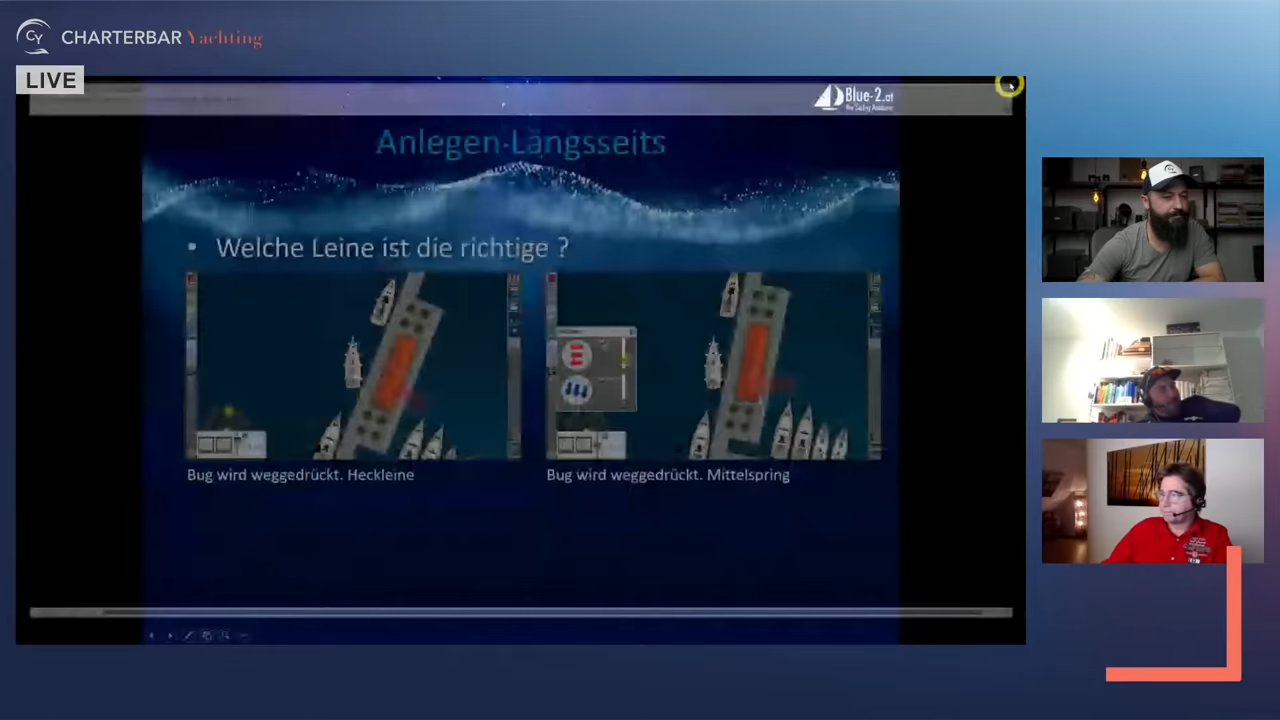 CY CHARTERBAR Yachting
LIVE
Blue-2.at
Anlegen-Längsseits
• Welche Leine ist die richtige ?
Bug wird weggedrückt. Heckleine
Bug wird weggedrückt. Mittelspring